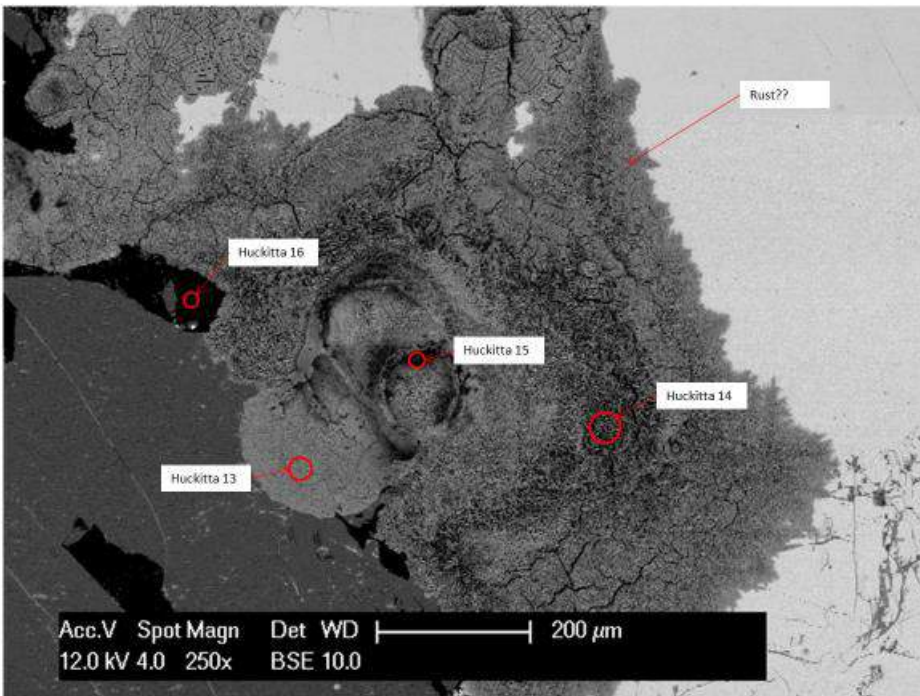 Rust??
Huckitta 16
Huckitta 15
Huckitta 14
Huckitta 13
Acc.V Spot Magn Det WD 200 µm
12.0 kV 4.0 250x BSE 10.0